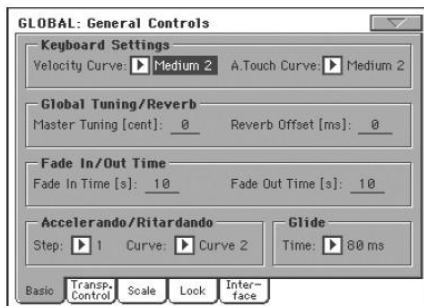 GLOBAL: General Controls
Keyboard Settings
Velocity Curve: Medium 2 A.Touch Curve: Medium 2
Global Tuning/Reverb
Master Tuning [cent]: 0 Reverb Offset [ms]: 0
Fade In/Out Time
Fade In Time [s]: 10 Fade Out Time [s]: 10
Accelerando/Ritardando Glide
Step: 1 Curve: Curve 2 Time: 80 ms
Basic Transp. Control Scale Lock Inter-face